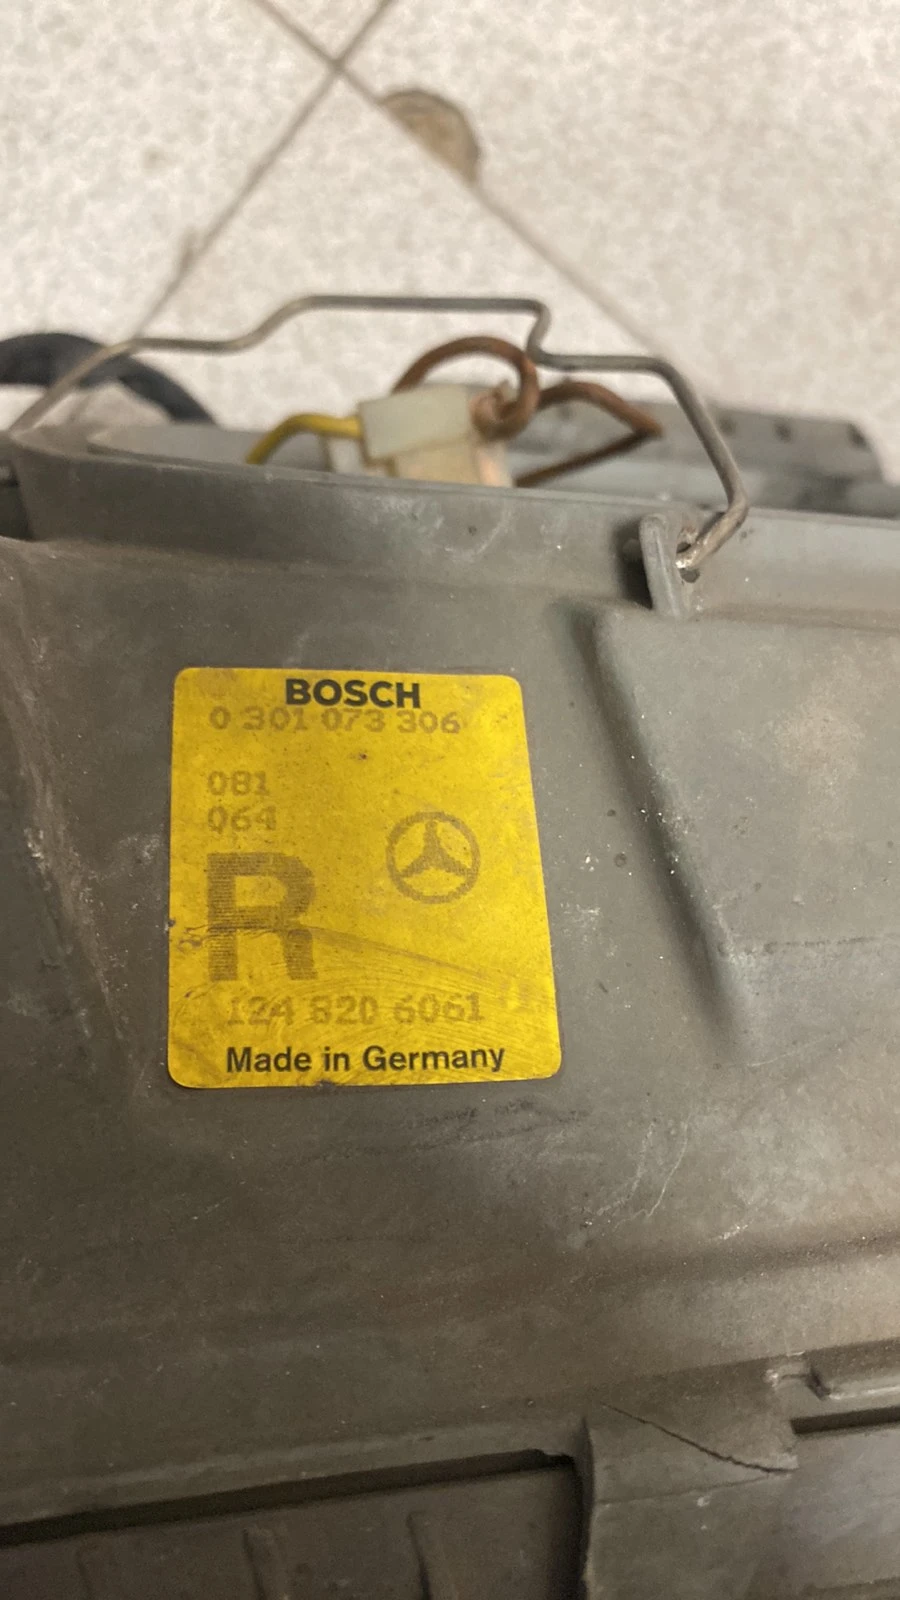 BOSCH
0 301 073 306
081
064
R
124 820 6061
Made in Germany